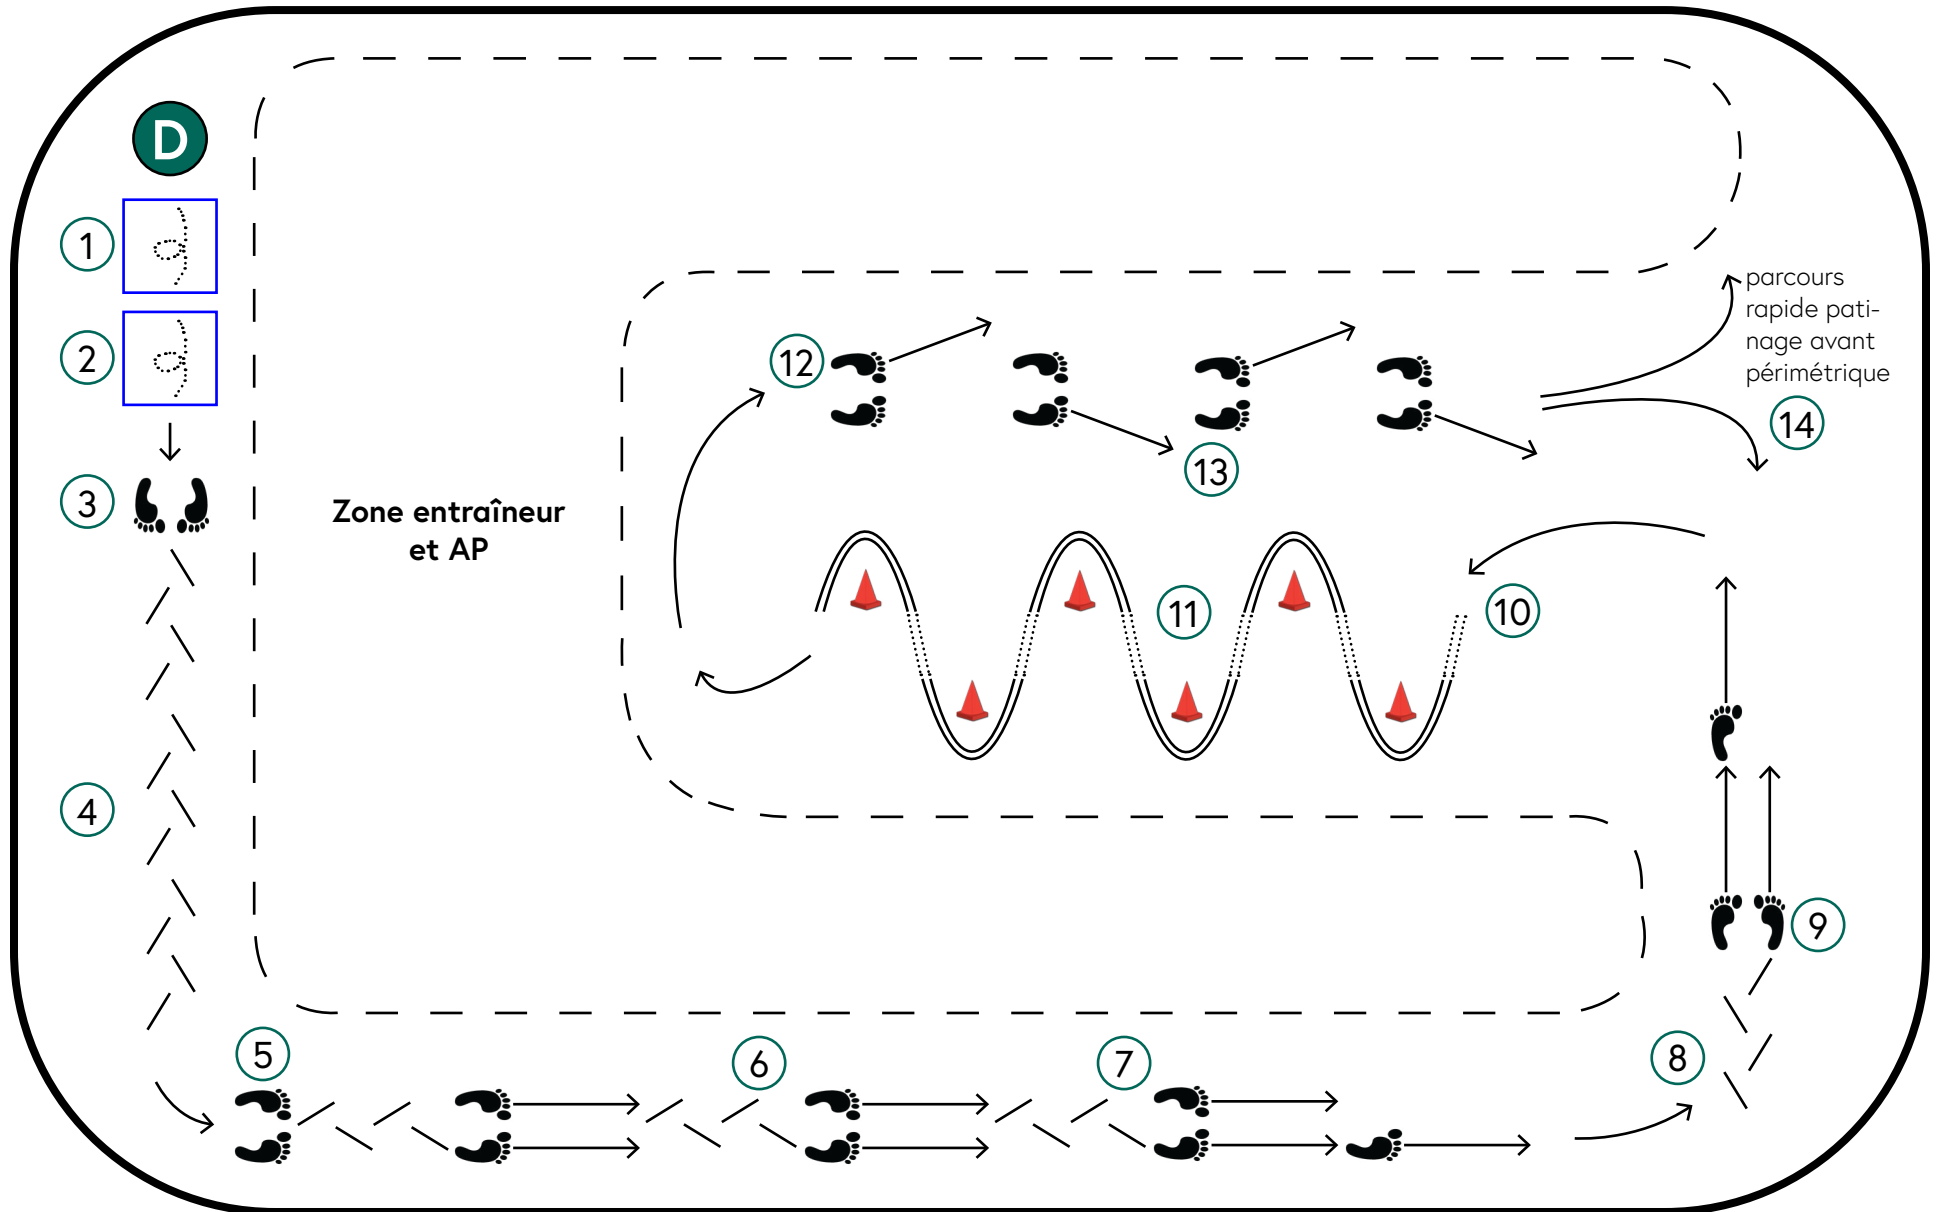 D
1
2
3
4
5
6
7
8
9
10
11
12
13
14
Zone entraîneur
et AP
parcours
rapide pati-
nage avant
périmétrique